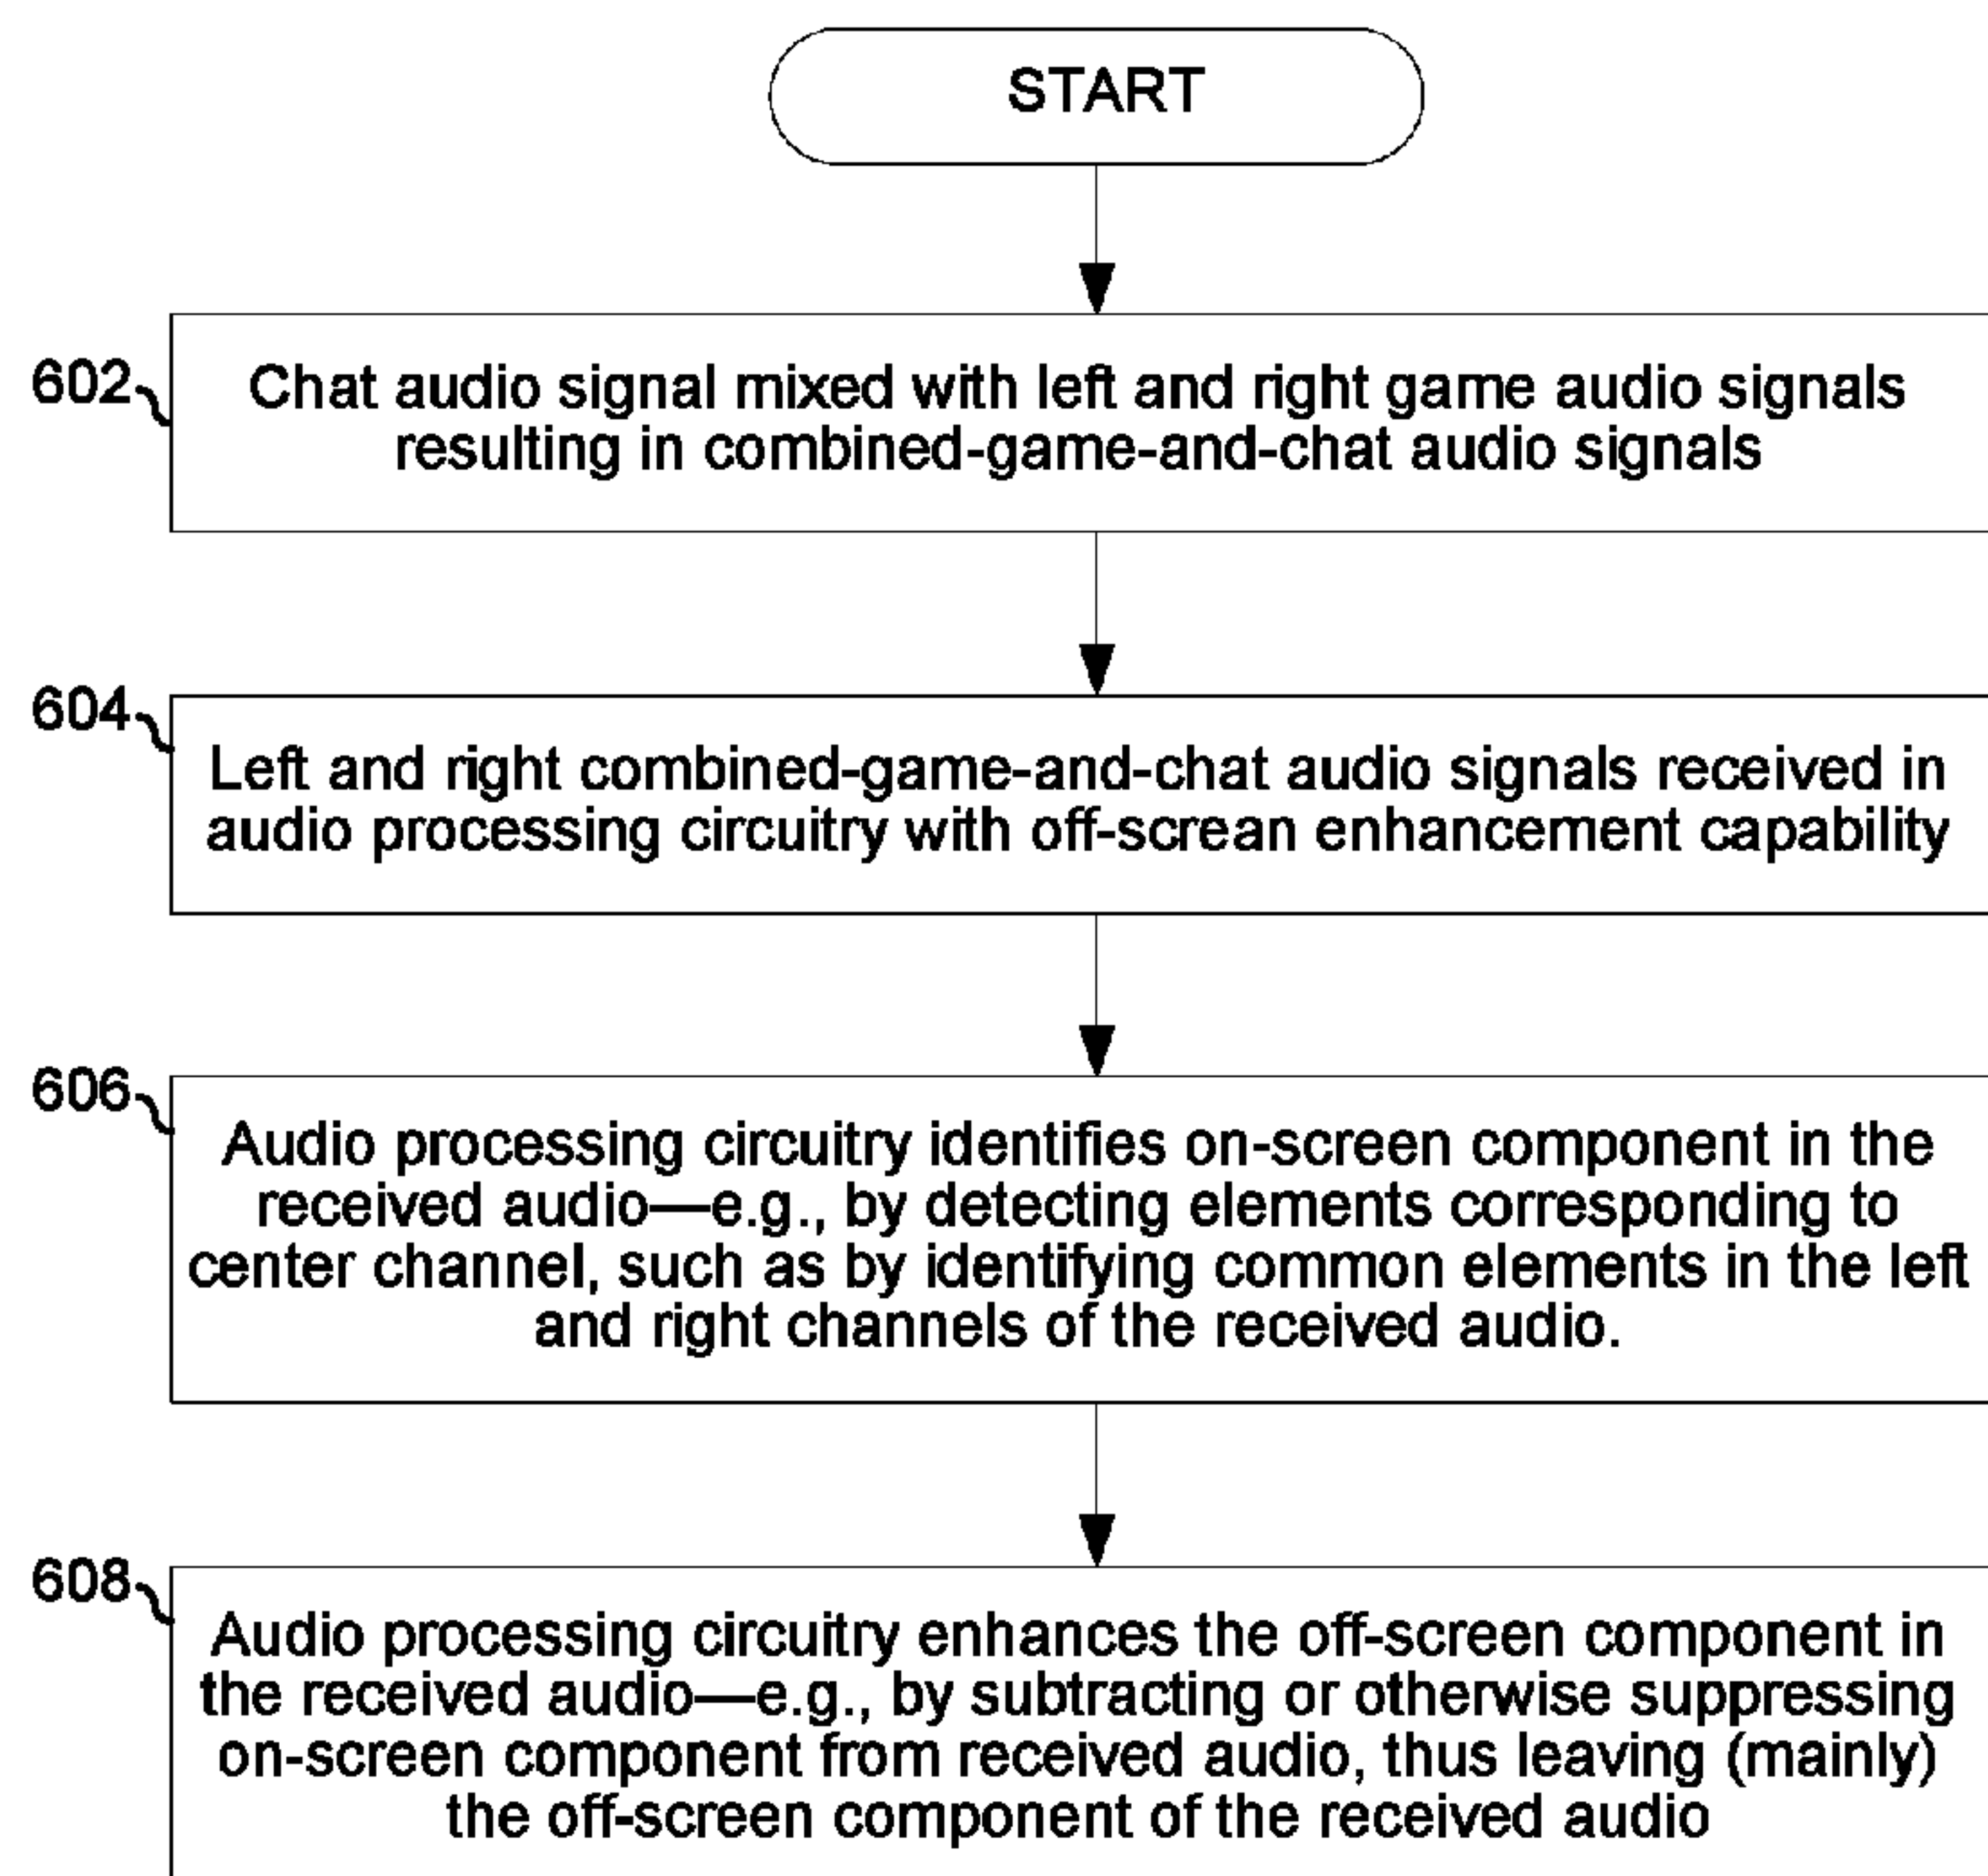 START
602
Chat audio signal mixed with left and right game audio signals
resulting in combined-game-and-chat audio signals
604
Left and right combined-game-and-chat audio signals received in
audio processing circuitry with off-screan enhancement capability
606
Audio processing circuitry identifies on-screen component in the
received audio—e.g., by detecting elements corresponding to
center channel, such as by identifying common elements in the left
and right channels of the received audio.
608
Audio processing circuitry enhances the off-screen component in
the received audio—e.g., by subtracting or otherwise suppressing
on-screen component from received audio, thus leaving (mainly)
the off-screen component of the received audio